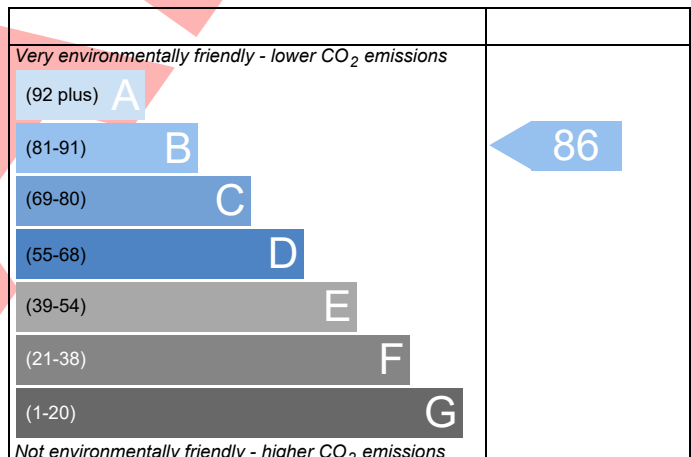 Very environmentally friendly - lower CO₂ emissions
(92 plus) A
(81-91) B
86
(69-80) C
(55-68) D
(39-54) E
(21-38) F
(1-20) G
Not environmentally friendly - higher CO₂ emissions